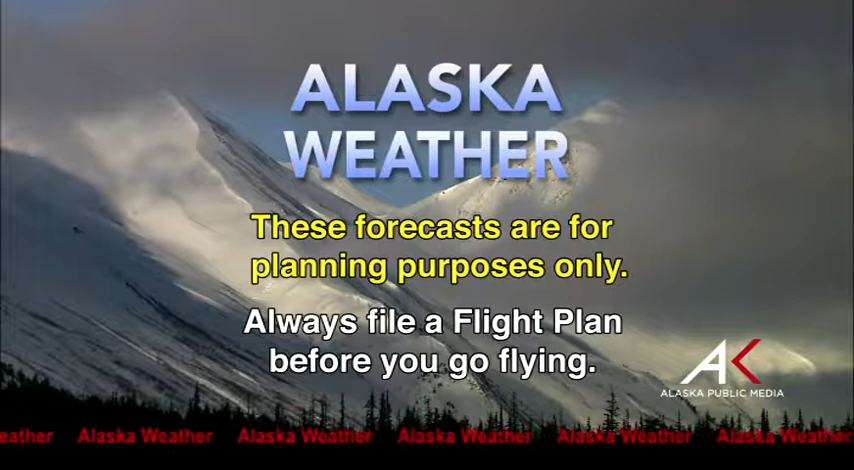 ALASKA
WEATHER
These forecasts are for
planning purposes only.
Always file a Flight Plan
before you go flying.
AK
ALASKA PUBLIC MEDIA
eather Alaska Weather Alaska Weather Alaska Weather Alaska Weather Alaska Weather